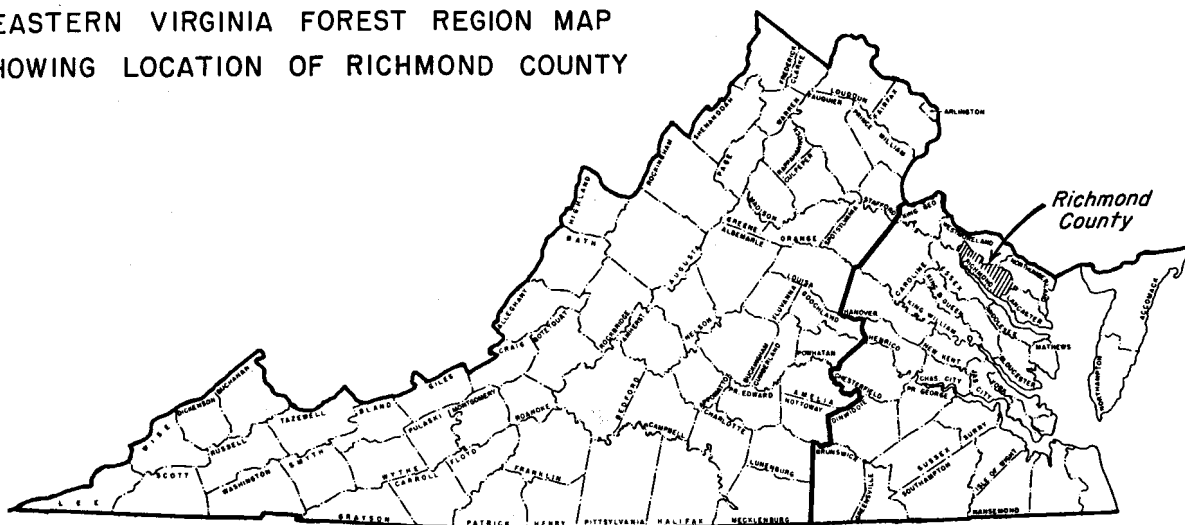 EASTERN VIRGINIA FOREST REGION MAP
HOWING LOCATION OF RICHMOND COUNTY
FREDERICK
CLARKE
LOUDOUN
FAIRFAX
ARLINGTON
SHENANDOAH
WARREN
FAUQUIER
PRINCE WILLIAM
ROCKINGHAM
PAGE
RAPPAHANNOCK
CULPEPER
HIGHLAND
MADISON
STAFFORD
KING GEO
Richmond
County
WESTMORELAND
GREENE
ALBEMARLE
ORANGE
SPOTSYLVANIA
BATH
RICHMOND
AUGUSTA
LOUISA
CAROLINE
ESSEX
LANCASTER
ACCOMACK
ALLEGHANY
ROCKBRIDGE
AMHERST
NELSON
FLUVANNA
GOOCHLAND
HANOVER
KING & QUEEN
KING WILLIAM
MIDDLESEX
MATHEWS
CRAIG
BOTETOURT
BUCKINGHAM
CUMBERLAND
POWHATAN
HENRICO
NEW KENT
GLOUCESTER
NORTHAMPTON
CHESTERFIELD
CHAS CITY
JAS CITY
YORK
BUCHANAN
DICKENSON
WISE
GILES
BEDFORD
APPOMATTOX
PR. EDWARD
AMELIA
NOTTOWAY
DINWIDDIE
PR. GEORGE
TAZEWELL
BLAND
PULASKI
MONTGOMERY
ROANOKE
CHARLOTTE
CAMPBELL
SURRY
RUSSELL
SCOTT
WASHINGTON
SMYTH
WYTHE
CARROLL
FLOYD
FRANKLIN
LUNENBURG
BRUNSWICK
SUSSEX
SOUTHAMPTON
GREENSVILLE
ISLE OF WIGHT
LEE
GRAYSON
PATRICK
HENRY
PITTSYLVANIA
HALIFAX
MECKLENBURG
NANSEMOND